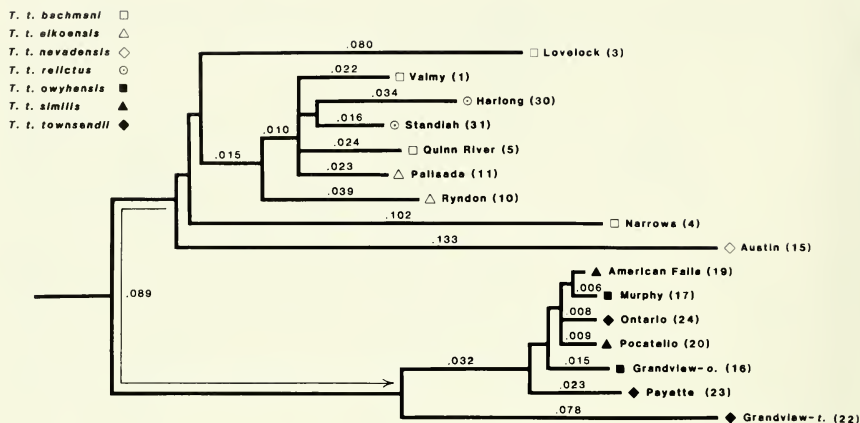 T. t. bachmani □
T. t. elkoensis △
T. t. nevadensis ◇
T. t. relictus ⊙
T. t. owyhensis ■
T. t. similis ▲
T. t. townsendii ◆
.080 □ Lovelock (3)
.022 □ Valmy (1)
.034 ⊙ Harlong (30)
.016 ⊙ Standish (31)
.010
.024 □ Quinn River (5)
.015
.023 △ Palisade (11)
.039 △ Ryndon (10)
.102 □ Narrows (4)
.133 ◇ Austin (15)
▲ American Falls (19)
.089
.006 ■ Murphy (17)
.008 ◆ Ontario (24)
.009 ▲ Pocatello (20)
.032
.015 ■ Grandview-o. (16)
.023 ◆ Payette (23)
.078 ◆ Grandview-t. (22)